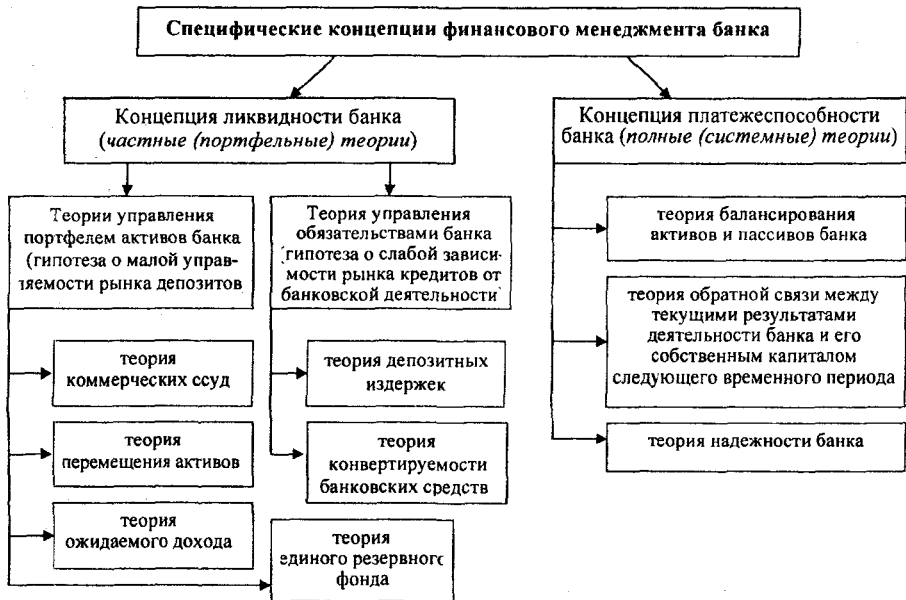 Специфические концепции финансового менеджмента банка
Концепция ликвидности банка
(частные (портфельные) теории)
Концепция платежеспособности
банка (полные (системные) теории)
Теории управления
портфелем активов банка
(гипотеза о малой управ-
ляемости рынка депозитов
Теория управления
обязательствами банка
(гипотеза о слабой зависи-
мости рынка кредитов от
банковской деятельности)
теория
коммерческих ссуд
теория
перемещения активов
теория
ожидаемого дохода
теория
единого резервного
фонда
теория депозитных
издержек
теория
конвертируемости
банковских средств
теория балансирования
активов и пассивов банка
теория обратной связи между
текущими результатами
деятельности банка и его
собственным капиталом
следующего временного периода
теория надежности банка